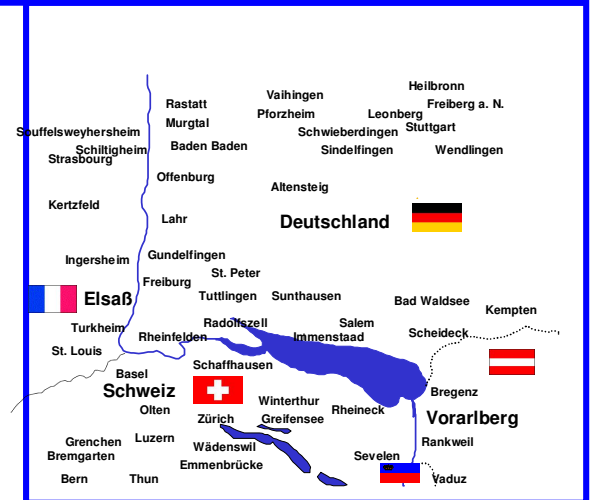 Heilbronn
Vaihingen
Rastatt
Freiberg a. N.
Pforzheim
Leonberg
Murgtal
Stuttgart
Souffelsweyhersheim
Schwieberdingen
Baden Baden
Schiltigheim
Sindelfingen
Wendlingen
Strasbourg
Offenburg
Altensteig
Kertzfeld
Lahr
Deutschland
Gundelfingen
Ingersheim
St. Peter
Freiburg
Elsaß
Tuttlingen
Sunthausen
Bad Waldsee
Kempten
Radolfszell
Salem
Turkheim
Rheinfelden
Immenstaad
Scheideck
St. Louis
Schaffhausen
Basel
Schweiz
Bregenz
Winterthur
Olten
Rheineck
Zürich
Greifensee
Vorarlberg
Luzern
Grenchen
Rankweil
Wädenswil
Bremgarten
Sevelen
Emmenbrücke
Bern
Thun
Vaduz